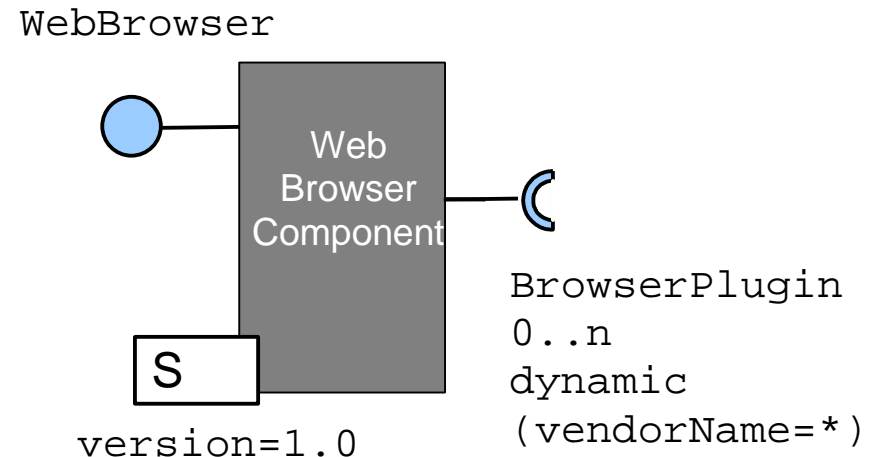 WebBrowser
Web
Browser
Component
S
version=1.0
BrowserPlugin
0..n
dynamic
(vendorName=*)